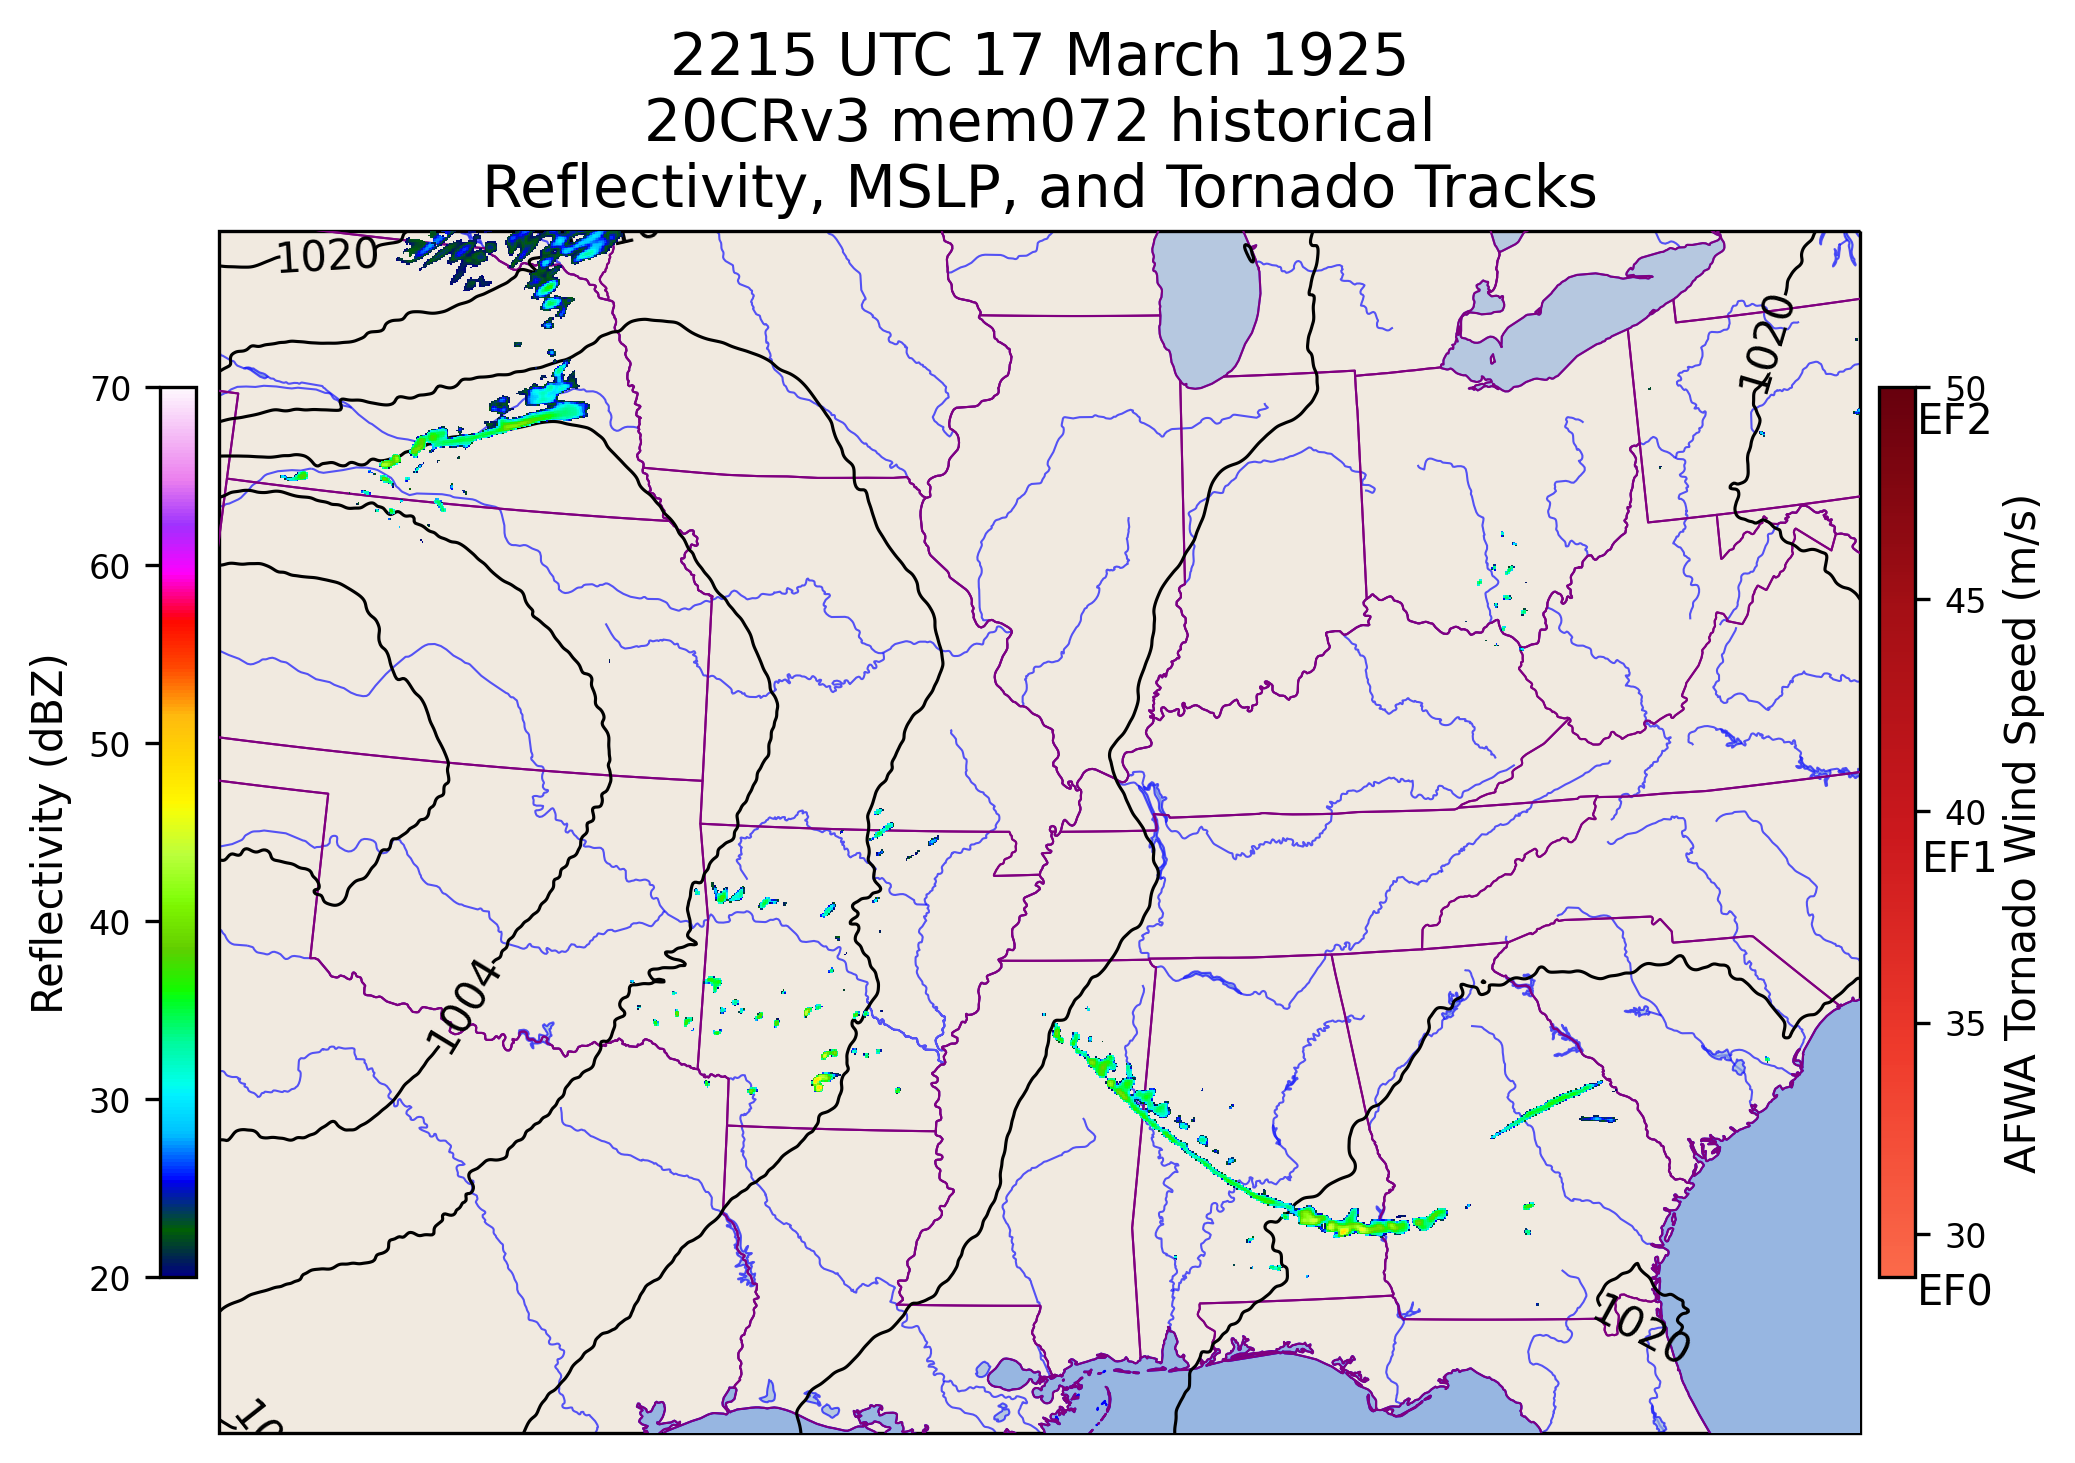 2215 UTC 17 March 1925
20CRv3 mem072 historical
Reflectivity, MSLP, and Tornado Tracks
1020
1020
1004
1020
10
70
60
50
40
30
20
Reflectivity (dBZ)
50
EF2
45
40
EF1
35
30
EF0
AFWA Tornado Wind Speed (m/s)